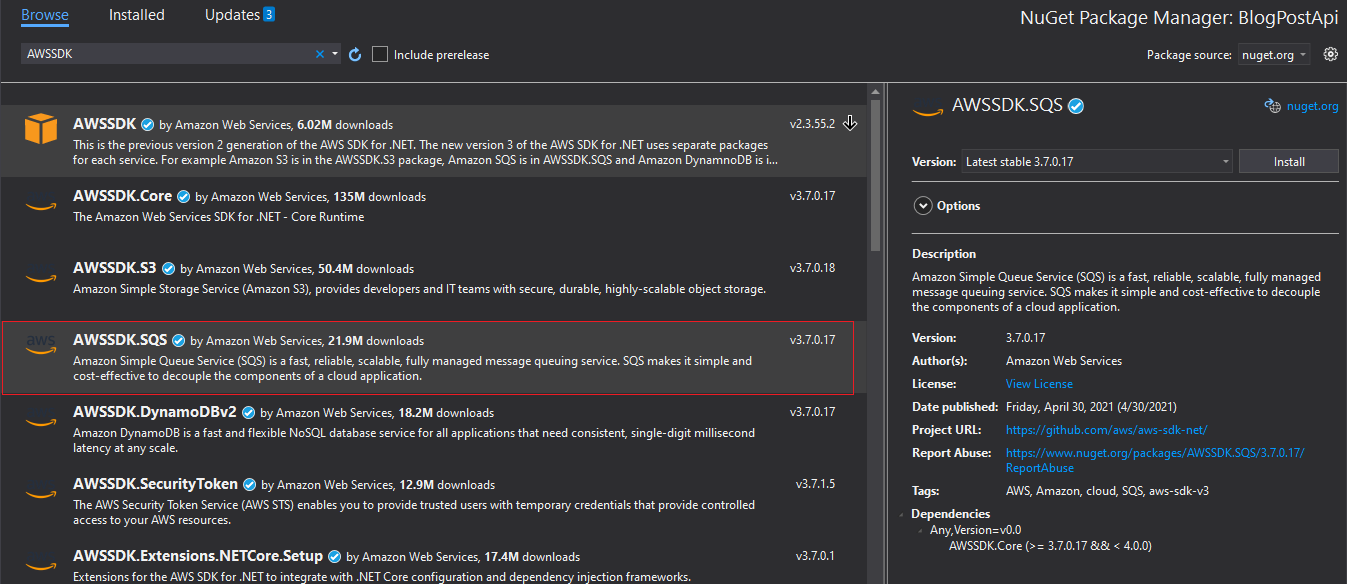 Browse Installed Updates 3
NuGet Package Manager: BlogPostApi
AWSSDK
Include prerelease
Package source: nuget.org
AWSSDK by Amazon Web Services, 6.02M downloads v2.3.55.2
This is the previous version 2 generation of the AWS SDK for .NET. The new version 3 of the AWS SDK for .NET uses separate packages
for each service. For example Amazon S3 is in the AWSSDK.S3 package, Amazon SQS is in AWSSDK.SQS and Amazon DynamnoDB is i...
AWSSDK.Core by Amazon Web Services, 135M downloads v3.7.0.17
The Amazon Web Services SDK for .NET - Core Runtime
AWSSDK.S3 by Amazon Web Services, 50.4M downloads v3.7.0.18
Amazon Simple Storage Service (Amazon S3), provides developers and IT teams with secure, durable, highly-scalable object storage.
aws
AWSSDK.SQS by Amazon Web Services, 21.9M downloads v3.7.0.17
Amazon Simple Queue Service (SQS) is a fast, reliable, scalable, fully managed message queuing service. SQS makes it simple and
cost-effective to decouple the components of a cloud application.
AWSSDK.DynamoDBv2 by Amazon Web Services, 18.2M downloads v3.7.0.17
Amazon DynamoDB is a fast and flexible NoSQL database service for all applications that need consistent, single-digit millisecond
latency at any scale.
AWSSDK.SecurityToken by Amazon Web Services, 12.9M downloads v3.7.1.5
The AWS Security Token Service (AWS STS) enables you to provide trusted users with temporary credentials that provide controlled
access to your AWS resources.
AWSSDK.Extensions.NETCore.Setup by Amazon Web Services, 17.4M downloads v3.7.0.1
Extensions for the AWS SDK for .NET to integrate with .NET Core configuration and dependency injection frameworks.
AWSSDK.SQS nuget.org
Version: Latest stable 3.7.0.17 Install
Options
Description
Amazon Simple Queue Service (SQS) is a fast, reliable, scalable, fully managed
message queuing service. SQS makes it simple and cost-effective to decouple
the components of a cloud application.
Version: 3.7.0.17
Author(s): Amazon Web Services
License: View License
Date published: Friday, April 30, 2021 (4/30/2021)
Project URL: https://github.com/aws/aws-sdk-net/
Report Abuse: https://www.nuget.org/packages/AWSSDK.SQS/3.7.0.17/
ReportAbuse
Tags: AWS, Amazon, cloud, SQS, aws-sdk-v3
Dependencies
Any,Version=v0.0
AWSSDK.Core (>= 3.7.0.17 && < 4.0.0)